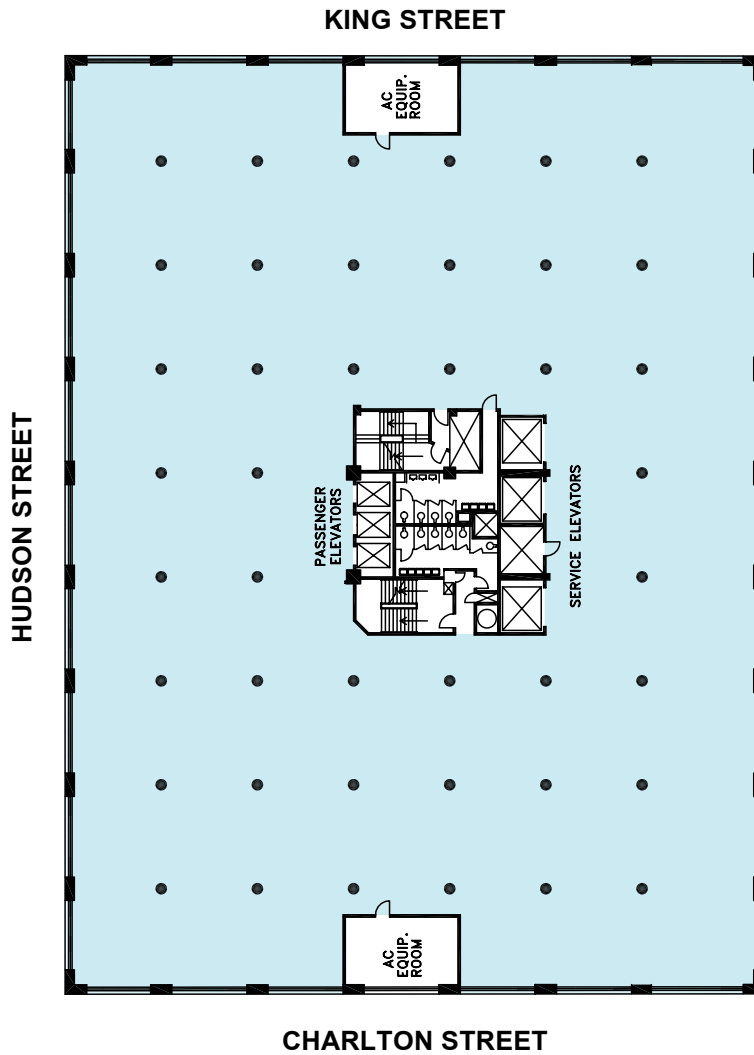 KING STREET
AC
EQUIP.
ROOM
HUDSON STREET
PASSENGER
ELEVATORS
SERVICE ELEVATORS
AC
EQUIP.
ROOM
CHARLTON STREET